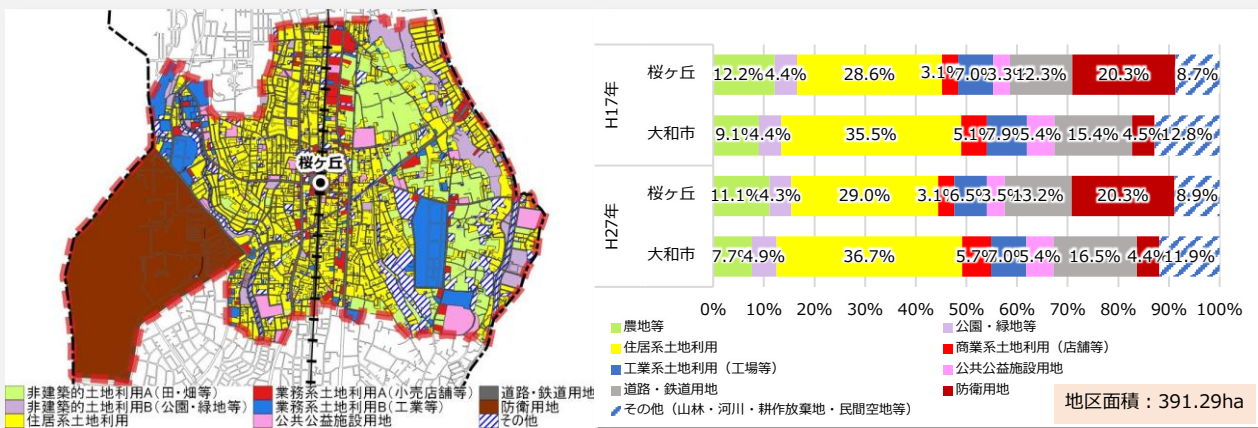 桜ヶ丘
非建築的土地利用A(田・畑等)
非建築的土地利用B(公園・緑地等)
住居系土地利用
業務系土地利用A(小売店舗等)
業務系土地利用B(工業等)
公共公益施設用地
道路・鉄道用地
防衛用地
その他
H17年
桜ヶ丘
12.2% 4.4% 28.6% 3.1% 7.0% 3.3% 12.3% 20.3% 8.7%
大和市
9.1% 4.4% 35.5% 5.1% 7.9% 5.4% 15.4% 4.5% 12.8%
H27年
桜ヶ丘
11.1% 4.3% 29.0% 3.1% 6.5% 3.5% 13.2% 20.3% 8.9%
大和市
7.7% 4.9% 36.7% 5.7% 7.0% 5.4% 16.5% 4.4% 11.9%
0% 10% 20% 30% 40% 50% 60% 70% 80% 90% 100%
農地等
公園・緑地等
住居系土地利用
商業系土地利用（店舗等）
工業系土地利用（工場等）
公共公益施設用地
道路・鉄道用地
防衛用地
その他（山林・河川・耕作放棄地・民間空地等）
地区面積：391.29ha